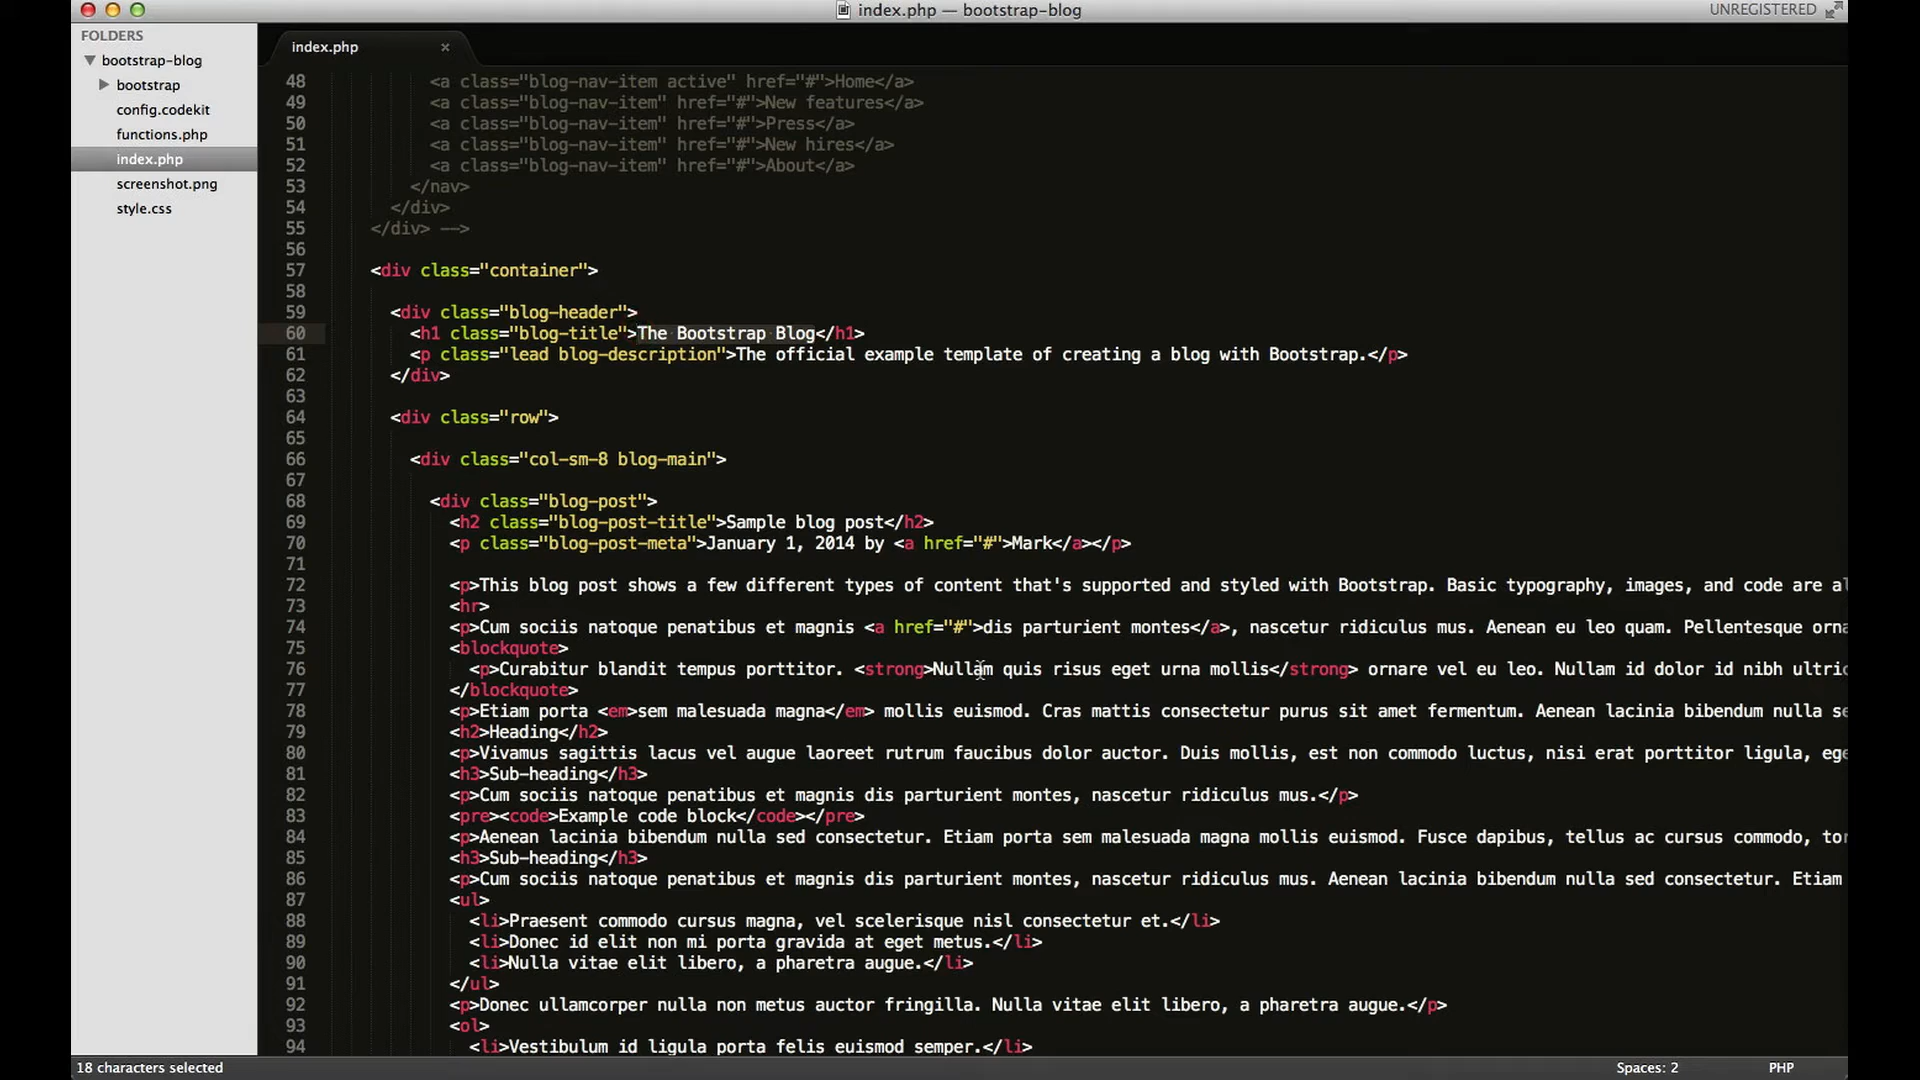 index.php — bootstrap-blog
UNREGISTERED
FOLDERS
bootstrap-blog
bootstrap
config.codekit
functions.php
index.php
screenshot.png
style.css
index.php ×
48 <a class="blog-nav-item active" href="#">Home</a>
49 <a class="blog-nav-item" href="#">New features</a>
50 <a class="blog-nav-item" href="#">Press</a>
51 <a class="blog-nav-item" href="#">New hires</a>
52 <a class="blog-nav-item" href="#">About</a>
53 </nav>
54 </div>
55 </div> -->
56
57 <div class="container">
58
59 <div class="blog-header">
60 <h1 class="blog-title">The Bootstrap Blog</h1>
61 <p class="lead blog-description">The official example template of creating a blog with Bootstrap.</p>
62 </div>
63
64 <div class="row">
65
66 <div class="col-sm-8 blog-main">
67
68 <div class="blog-post">
69 <h2 class="blog-post-title">Sample blog post</h2>
70 <p class="blog-post-meta">January 1, 2014 by <a href="#">Mark</a></p>
71
72 <p>This blog post shows a few different types of content that's supported and styled with Bootstrap. Basic typography, images, and code are al
73 <hr>
74 <p>Cum sociis natoque penatibus et magnis <a href="#">dis parturient montes</a>, nascetur ridiculus mus. Aenean eu leo quam. Pellentesque orna
75 <blockquote>
76 <p>Curabitur blandit tempus porttitor. <strong>Nullam quis risus eget urna mollis</strong> ornare vel eu leo. Nullam id dolor id nibh ultric
77 </blockquote>
78 <p>Etiam porta <em>sem malesuada magna</em> mollis euismod. Cras mattis consectetur purus sit amet fermentum. Aenean lacinia bibendum nulla se
79 <h2>Heading</h2>
80 <p>Vivamus sagittis lacus vel augue laoreet rutrum faucibus dolor auctor. Duis mollis, est non commodo luctus, nisi erat porttitor ligula, ege
81 <h3>Sub-heading</h3>
82 <p>Cum sociis natoque penatibus et magnis dis parturient montes, nascetur ridiculus mus.</p>
83 <pre><code>Example code block</code></pre>
84 <p>Aenean lacinia bibendum nulla sed consectetur. Etiam porta sem malesuada magna mollis euismod. Fusce dapibus, tellus ac cursus commodo, tor
85 <h3>Sub-heading</h3>
86 <p>Cum sociis natoque penatibus et magnis dis parturient montes, nascetur ridiculus mus. Aenean lacinia bibendum nulla sed consectetur. Etiam
87 <ul>
88 <li>Praesent commodo cursus magna, vel scelerisque nisl consectetur et.</li>
89 <li>Donec id elit non mi porta gravida at eget metus.</li>
90 <li>Nulla vitae elit libero, a pharetra augue.</li>
91 </ul>
92 <p>Donec ullamcorper nulla non metus auctor fringilla. Nulla vitae elit libero, a pharetra augue.</p>
93 <ol>
94 <li>Vestibulum id ligula porta felis euismod semper.</li>
18 characters selected
Spaces: 2
PHP